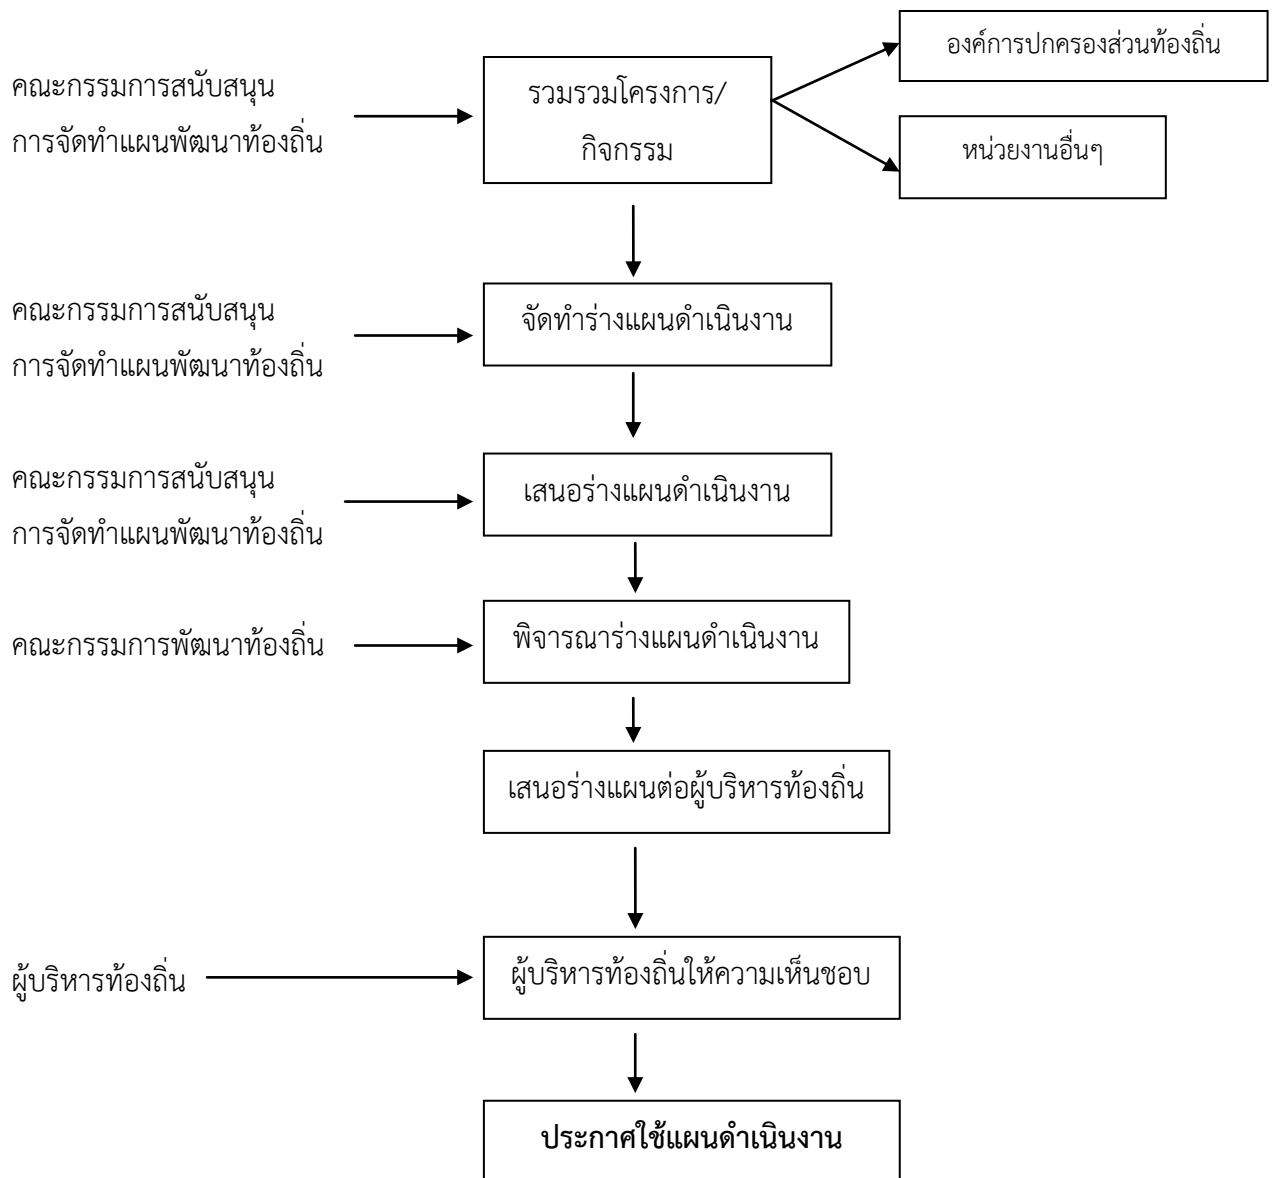 องค์การปกครองส่วนท้องถิ่น
คณะกรรมการสนับสนุน
การจัดทำแผนพัฒนาท้องถิ่น
รวมรวมโครงการ/
กิจกรรม
หน่วยงานอื่นๆ
คณะกรรมการสนับสนุน
การจัดทำแผนพัฒนาท้องถิ่น
จัดทำร่างแผนดำเนินงาน
คณะกรรมการสนับสนุน
การจัดทำแผนพัฒนาท้องถิ่น
เสนอร่างแผนดำเนินงาน
คณะกรรมการพัฒนาท้องถิ่น
พิจารณาร่างแผนดำเนินงาน
เสนอร่างแผนต่อผู้บริหารท้องถิ่น
ผู้บริหารท้องถิ่น
ผู้บริหารท้องถิ่นให้ความเห็นชอบ
ประกาศใช้แผนดำเนินงาน